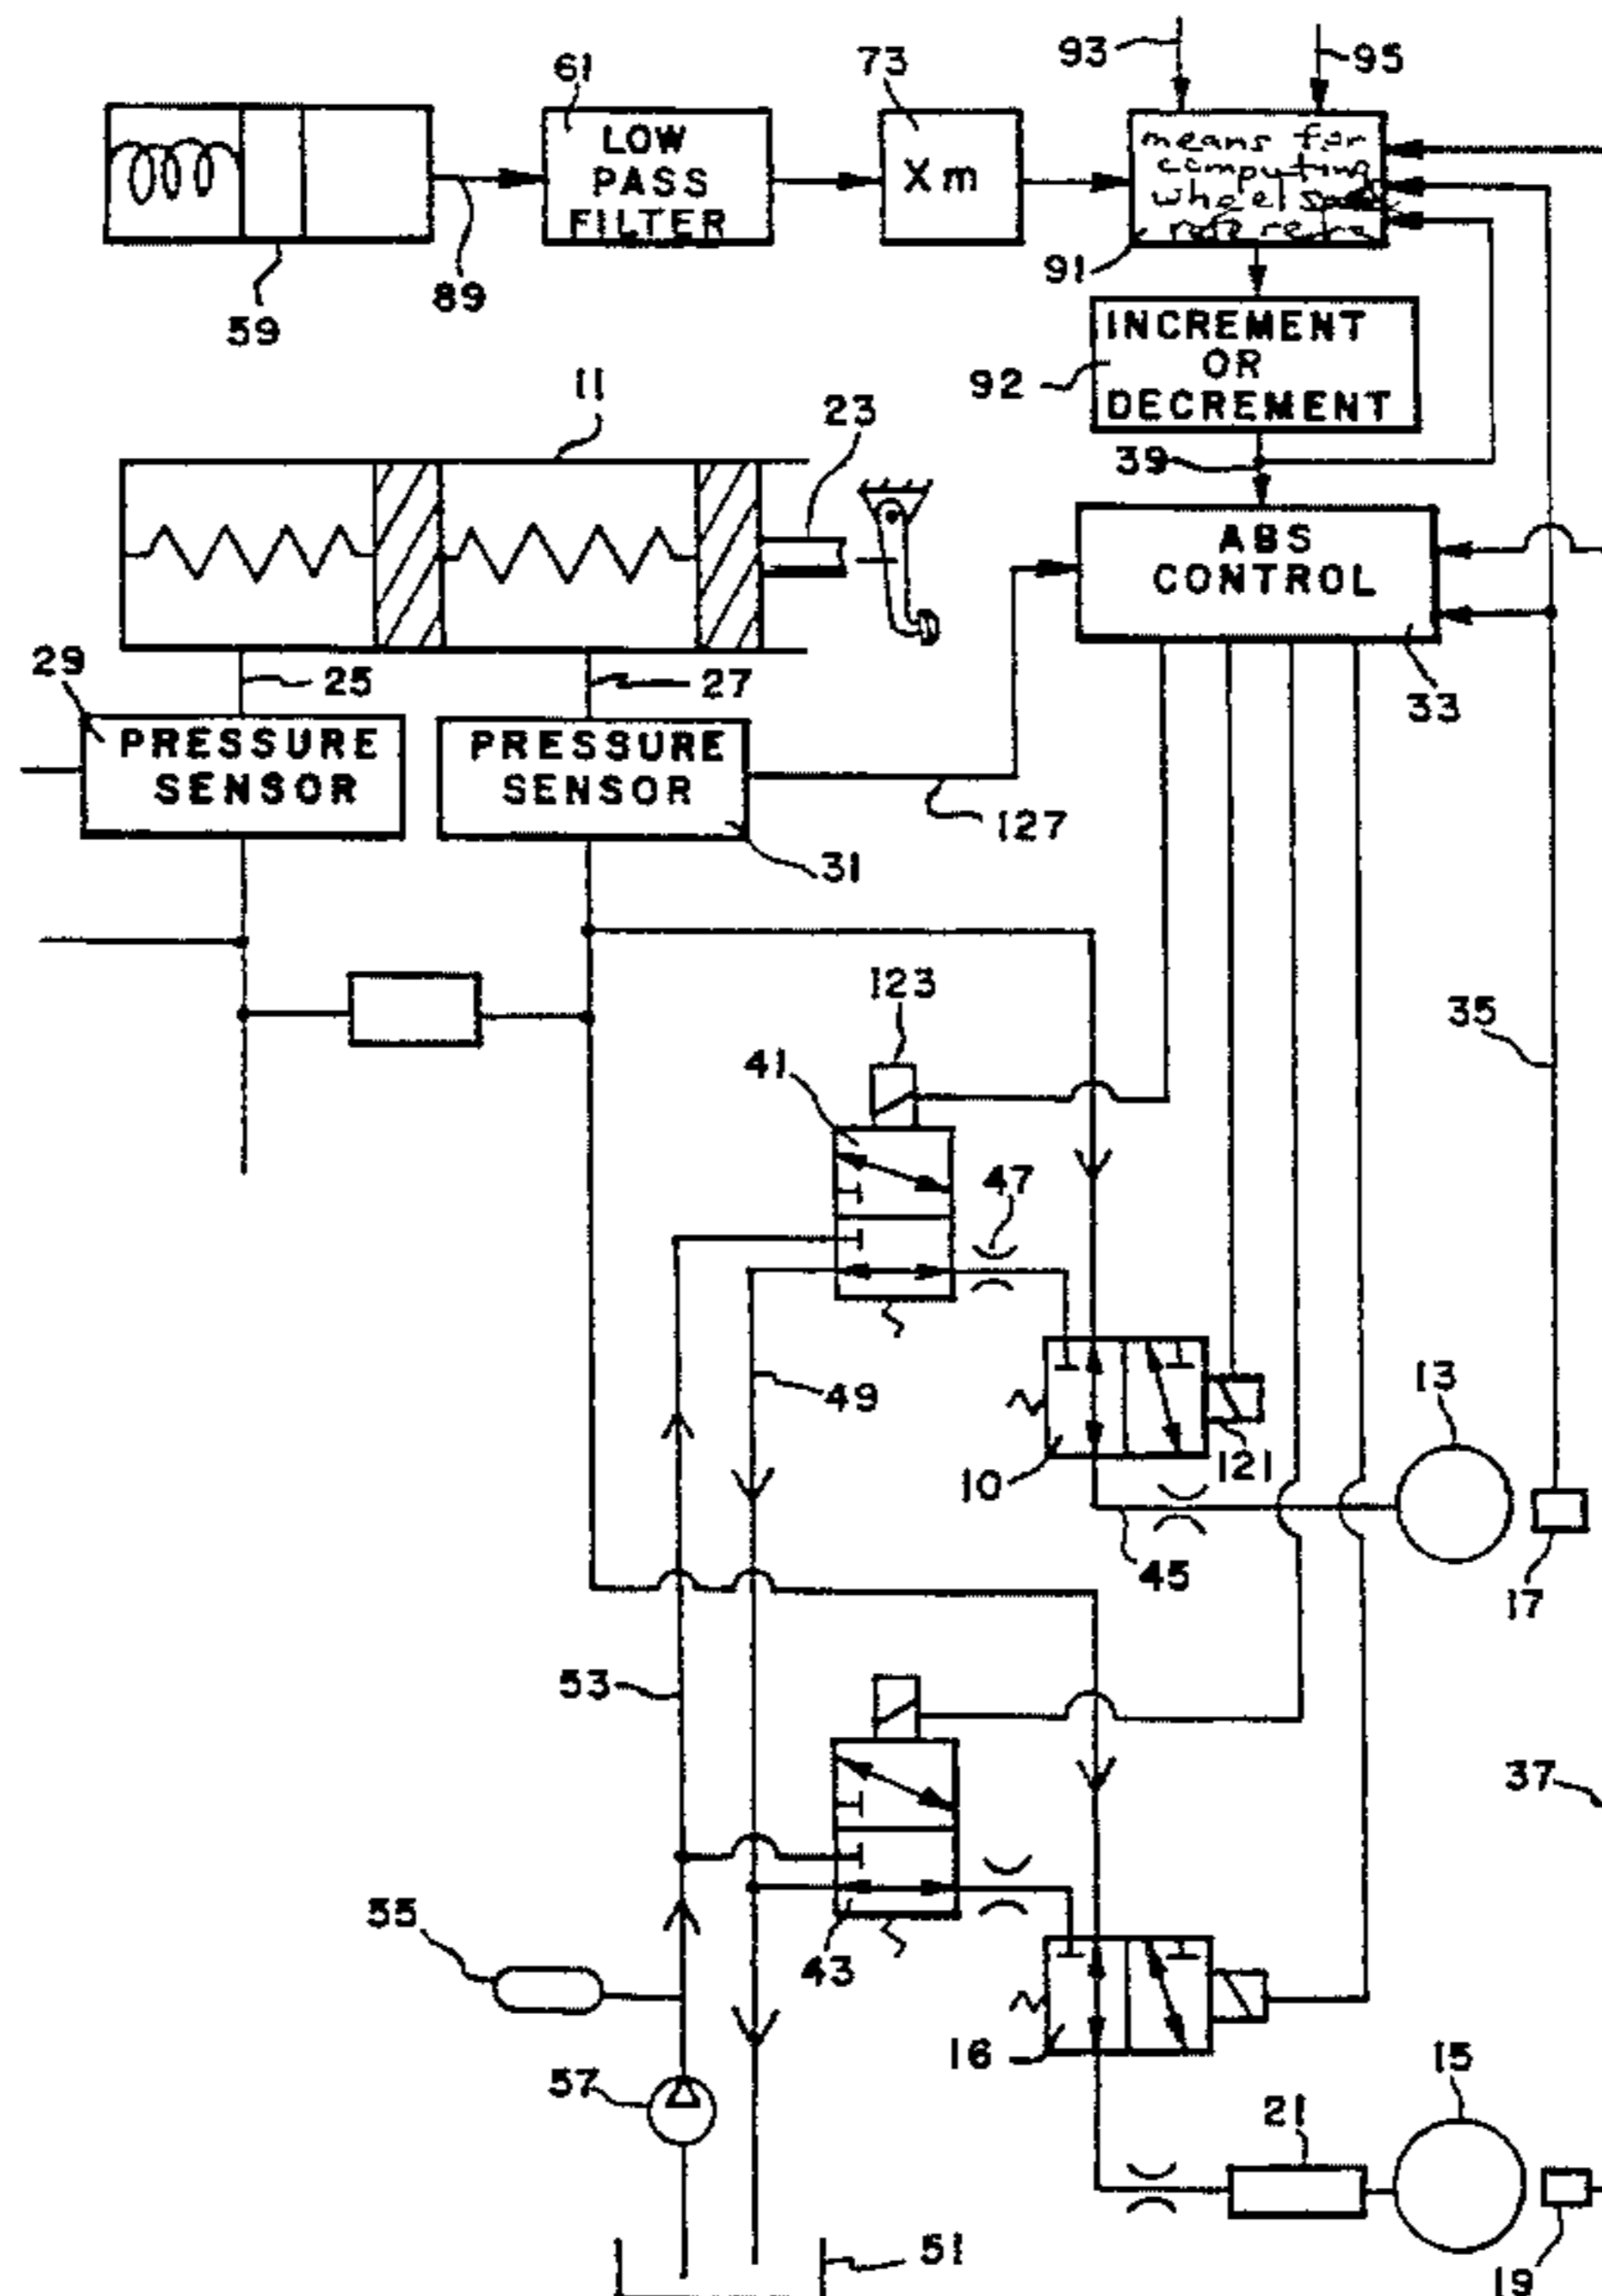 93
95
61
73
LOW
PASS
FILTER
Xm
means for
computing
wheel speed
reference
89
59
91
INCREMENT
OR
DECREMENT
92
11
23
39
ABS
CONTROL
29
25
27
33
PRESSURE
SENSOR
PRESSURE
SENSOR
127
31
123
35
41
47
49
13
10
121
45
17
53
37
55
43
16
57
15
21
51
19